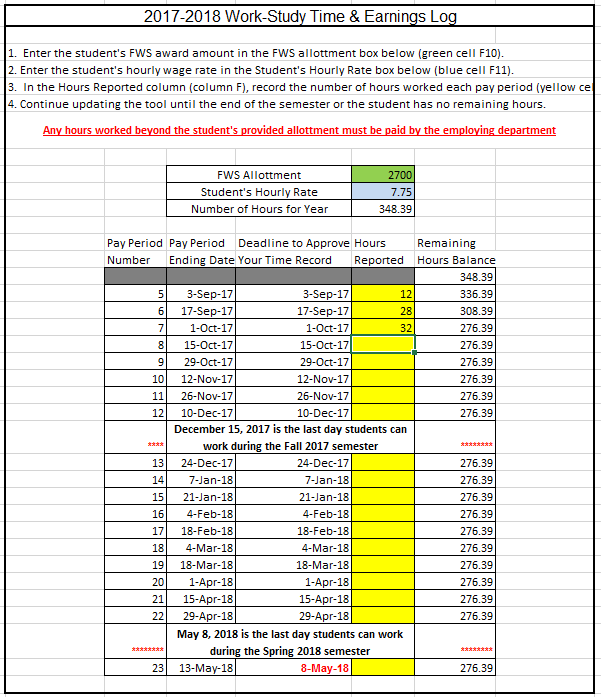 2017-2018 Work-Study Time & Earnings Log
1. Enter the student's FWS award amount in the FWS allottment box below (green cell F10).
2. Enter the student's hourly wage rate in the Student's Hourly Rate box below (blue cell F11).
3. In the Hours Reported column (column F), record the number of hours worked each pay period (yellow cel
4. Continue updating the tool until the end of the semester or the student has no remaining hours.
Any hours worked beyond the student's provided allottment must be paid by the employing department
FWS Allottment 2700
Student's Hourly Rate 7.75
Number of Hours for Year 348.39
Pay Period Pay Period Deadline to Approve Hours Remaining
Number Ending Date Your Time Record Reported Hours Balance
348.39
5 3-Sep-17 3-Sep-17 12 336.39
6 17-Sep-17 17-Sep-17 28 308.39
7 1-Oct-17 1-Oct-17 32 276.39
8 15-Oct-17 15-Oct-17 276.39
9 29-Oct-17 29-Oct-17 276.39
10 12-Nov-17 12-Nov-17 276.39
11 26-Nov-17 26-Nov-17 276.39
12 10-Dec-17 10-Dec-17 276.39
December 15, 2017 is the last day students can
**** work during the Fall 2017 semester ********
13 24-Dec-17 24-Dec-17 276.39
14 7-Jan-18 7-Jan-18 276.39
15 21-Jan-18 21-Jan-18 276.39
16 4-Feb-18 4-Feb-18 276.39
17 18-Feb-18 18-Feb-18 276.39
18 4-Mar-18 4-Mar-18 276.39
19 18-Mar-18 18-Mar-18 276.39
20 1-Apr-18 1-Apr-18 276.39
21 15-Apr-18 15-Apr-18 276.39
22 29-Apr-18 29-Apr-18 276.39
May 8, 2018 is the last day students can work
******** during the Spring 2018 semester ********
23 13-May-18 8-May-18 276.39